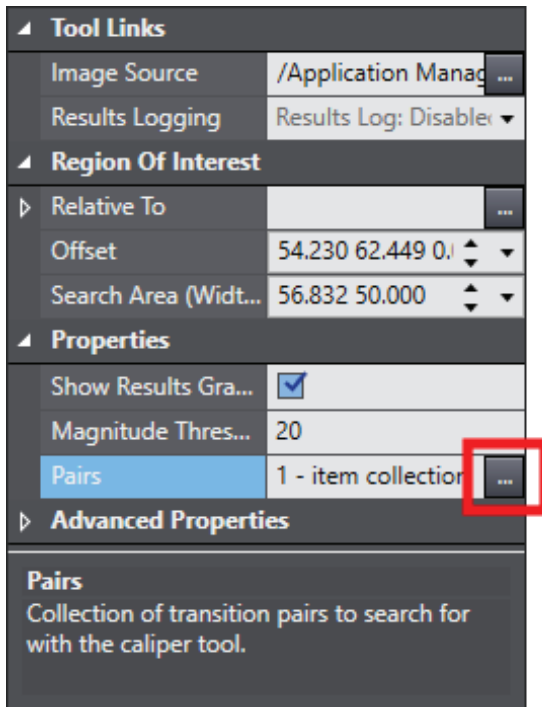 Tool Links
Image Source /Application Manag ...
Results Logging Results Log: Disable
Region Of Interest
Relative To ...
Offset 54.230 62.449 0.
Search Area (Widt... 56.832 50.000
Properties
Show Results Gra...
Magnitude Thres... 20
Pairs 1 - item collection ...
Advanced Properties
Pairs
Collection of transition pairs to search for
with the caliper tool.